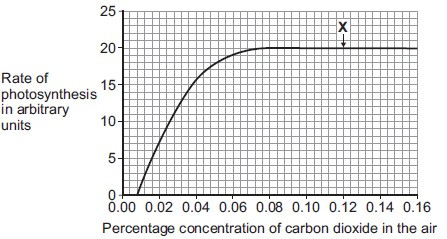 25
X
20
Rate of
photosynthesis
in arbitrary
units
15
10
5
0
0.00 0.02 0.04 0.06 0.08 0.10 0.12 0.14 0.16
Percentage concentration of carbon dioxide in the air